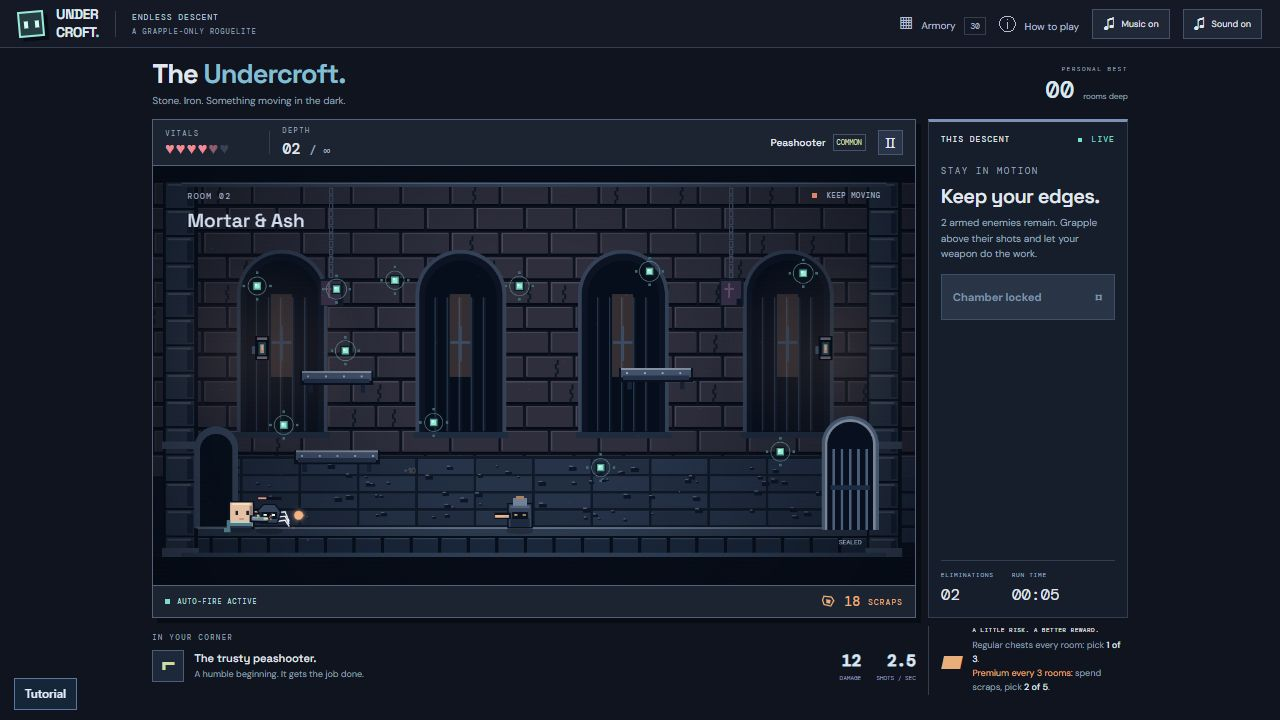 UNDER
CROFT.
ENDLESS DESCENT
A GRAPPLE-ONLY ROGUELITE
Armory 30
How to play
Music on
Sound on
The Undercroft.
Stone. Iron. Something moving in the dark.
PERSONAL BEST
00 rooms deep
VITALS
DEPTH
02 / ∞
Peashooter COMMON
ROOM 02
Mortar & Ash
KEEP MOVING
+10
SEALED
AUTO-FIRE ACTIVE
18 SCRAPS
THIS DESCENT
LIVE
STAY IN MOTION
Keep your edges.
2 armed enemies remain. Grapple
above their shots and let your
weapon do the work.
Chamber locked
ELIMINATIONS
02
RUN TIME
00:05
IN YOUR CORNER
The trusty peashooter.
A humble beginning. It gets the job done.
12
DAMAGE
2.5
SHOTS / SEC
A LITTLE RISK. A BETTER REWARD.
Regular chests every room: pick 1 of
3.
Premium every 3 rooms: spend
scraps, pick 2 of 5.
Tutorial